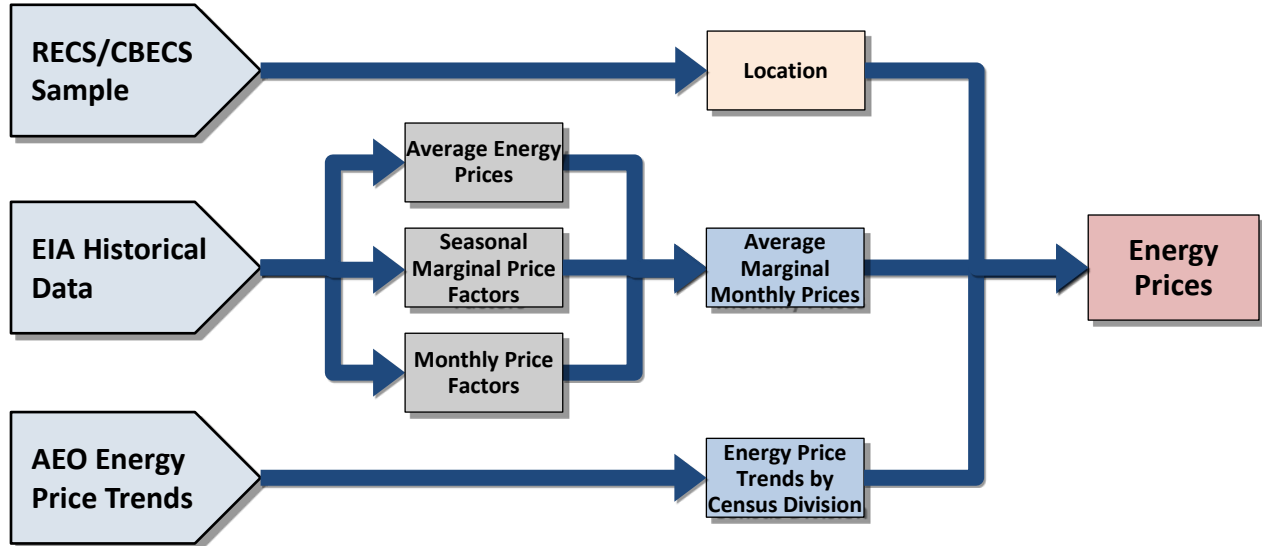 RECS/CBECS
Sample
Location
Average Energy
Prices
EIA Historical
Data
Seasonal
Marginal Price
Factors
Average
Marginal
Monthly Prices
Energy
Prices
Monthly Price
Factors
AEO Energy
Price Trends
Energy Price
Trends by
Census Division